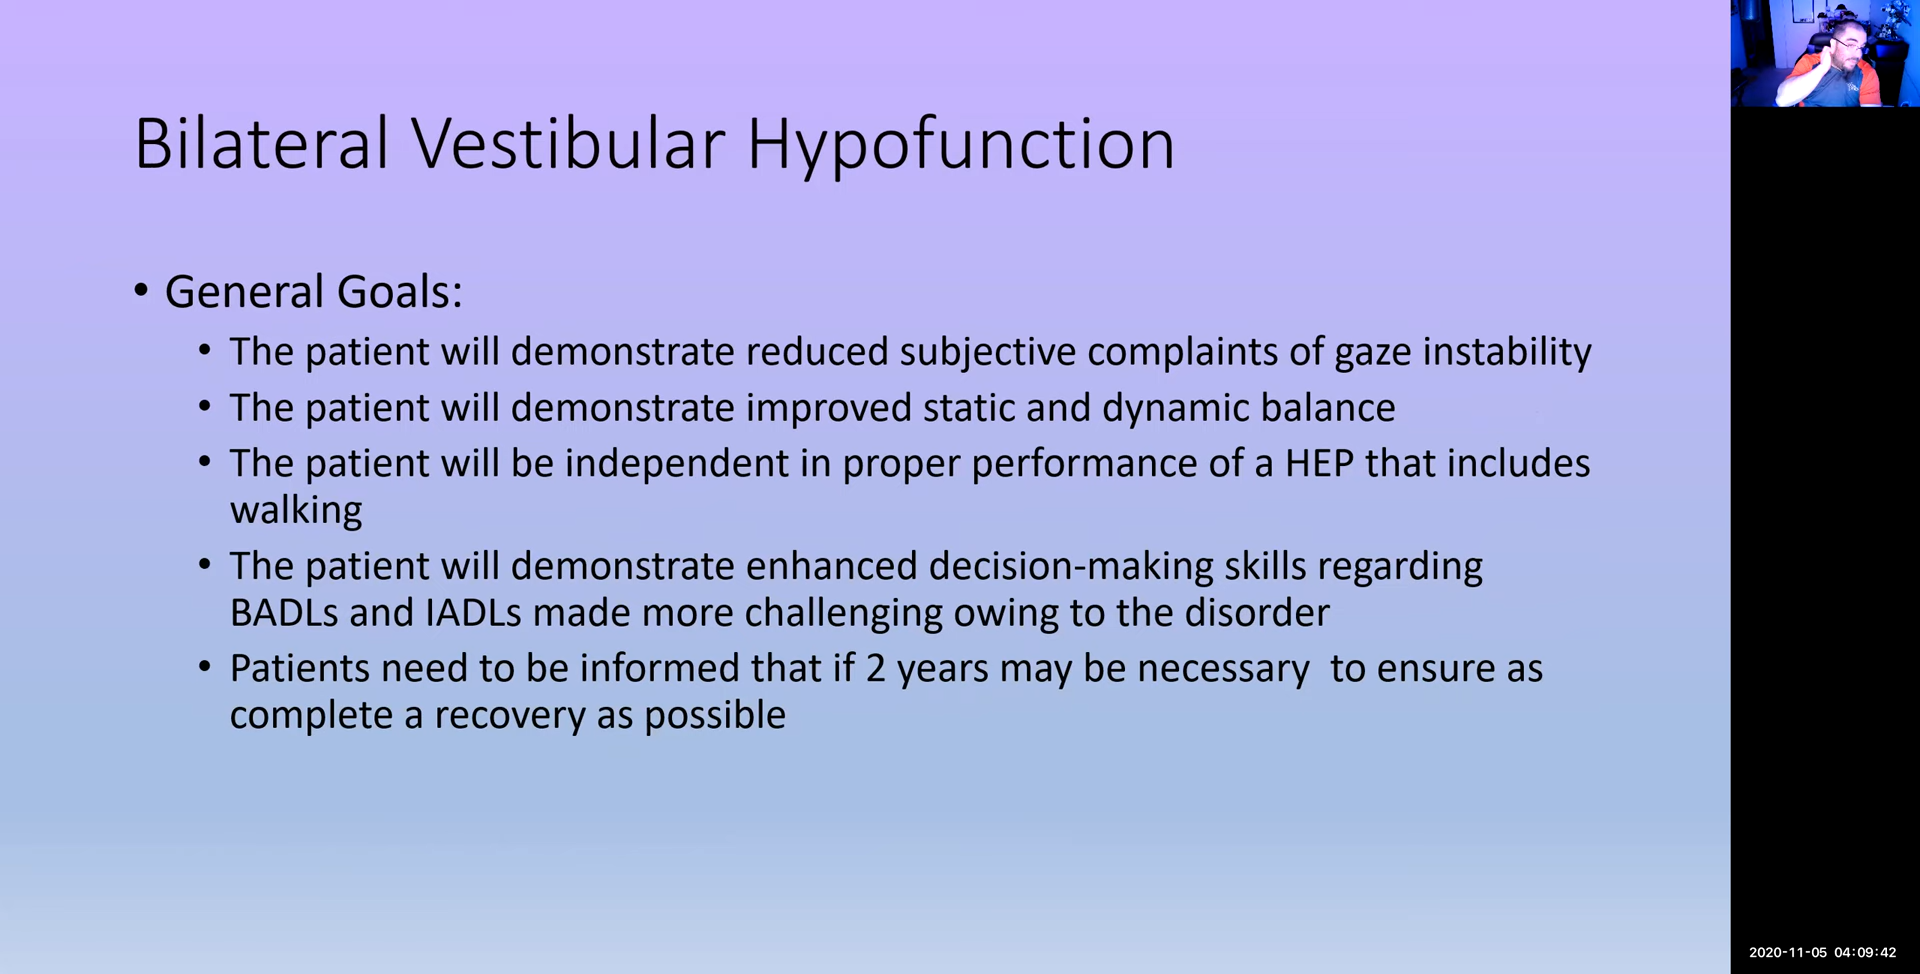 Bilateral Vestibular Hypofunction
• General Goals:
• The patient will demonstrate reduced subjective complaints of gaze instability
• The patient will demonstrate improved static and dynamic balance
• The patient will be independent in proper performance of a HEP that includes
walking
• The patient will demonstrate enhanced decision-making skills regarding
BADLs and IADLs made more challenging owing to the disorder
• Patients need to be informed that if 2 years may be necessary  to ensure as
complete a recovery as possible
2020-11-05 04:09:42